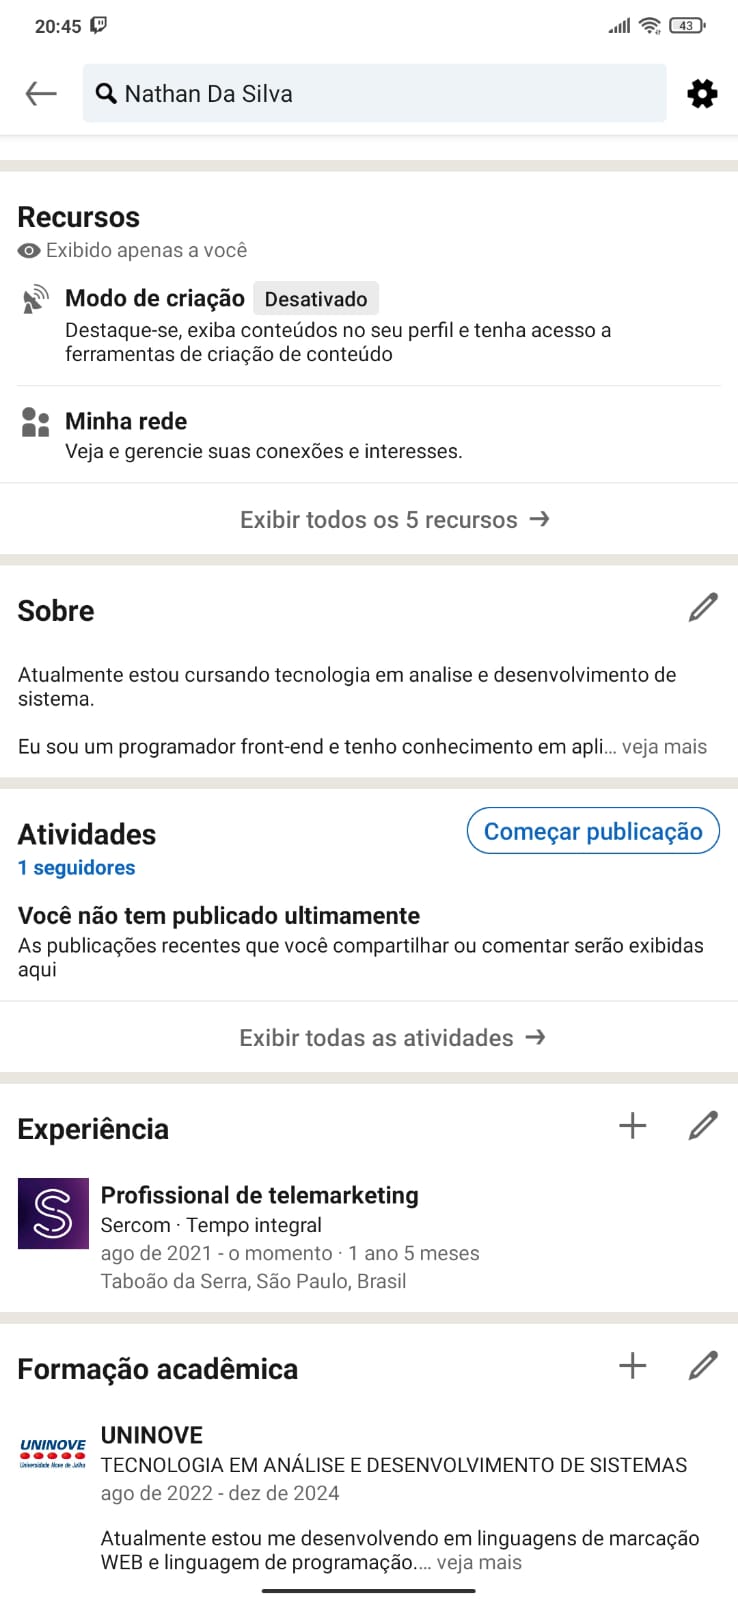 20:45
43
Nathan Da Silva
Recursos
Exibido apenas a você
Modo de criação Desativado
Destaque-se, exiba conteúdos no seu perfil e tenha acesso a
ferramentas de criação de conteúdo
Minha rede
Veja e gerencie suas conexões e interesses.
Exibir todos os 5 recursos →
Sobre
Atualmente estou cursando tecnologia em analise e desenvolvimento de
sistema.
Eu sou um programador front-end e tenho conhecimento em apli... veja mais
Atividades
Começar publicação
1 seguidores
Você não tem publicado ultimamente
As publicações recentes que você compartilhar ou comentar serão exibidas
aqui
Exibir todas as atividades →
Experiência
S
Profissional de telemarketing
Sercom · Tempo integral
ago de 2021 - o momento · 1 ano 5 meses
Taboão da Serra, São Paulo, Brasil
Formação acadêmica
UNINOVE
Universidade Nove de Julho
UNINOVE
TECNOLOGIA EM ANÁLISE E DESENVOLVIMENTO DE SISTEMAS
ago de 2022 - dez de 2024
Atualmente estou me desenvolvendo em linguagens de marcação
WEB e linguagem de programação.... veja mais